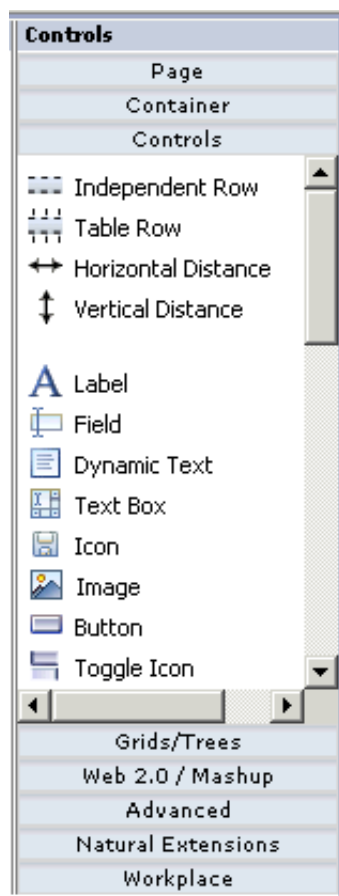 Controls
Page
Container
Controls
Independent Row
Table Row
Horizontal Distance
Vertical Distance
Label
Field
Dynamic Text
Text Box
Icon
Image
Button
Toggle Icon
Grids/Trees
Web 2.0 / Mashup
Advanced
Natural Extensions
Workplace